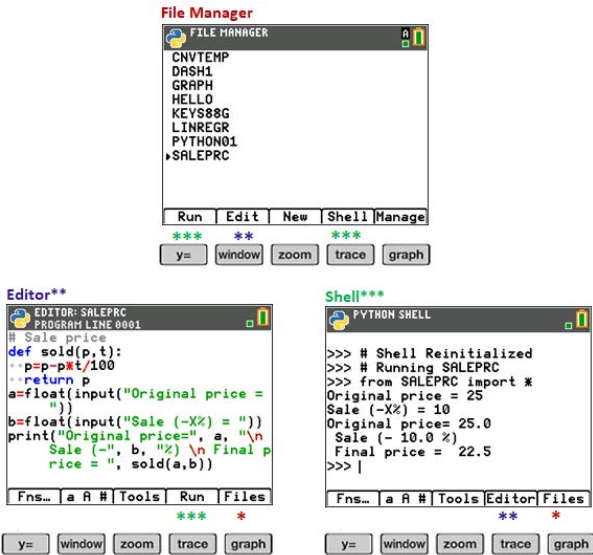 File Manager
FILE MANAGER
A
CNVTEMP
DASH1
GRAPH
HELLO
KEYS88G
LINREGR
PYTHON01
▸SALEPRC
Run Edit New Shell Manage
*** ** ***
y= window zoom trace graph
Editor**
EDITOR: SALEPRC
PROGRAM LINE 0001
# Sale price
def sold(p,t):
··p=p-p*t/100
··return p
a=float(input("Original price =
"))
b=float(input("Sale (-X%) = "))
print("Original price=", a, "\n
Sale (-", b, "%) \n Final p
rice = ", sold(a,b))
Fns… a A # Tools Run Files
*** *
y= window zoom trace graph
Shell***
PYTHON SHELL
>>> # Shell Reinitialized
>>> # Running SALEPRC
>>> from SALEPRC import *
Original price = 25
Sale (-X%) = 10
Original price= 25.0
Sale (- 10.0 %)
Final price = 22.5
>>> |
Fns… a A # Tools Editor Files
** *
y= window zoom trace graph